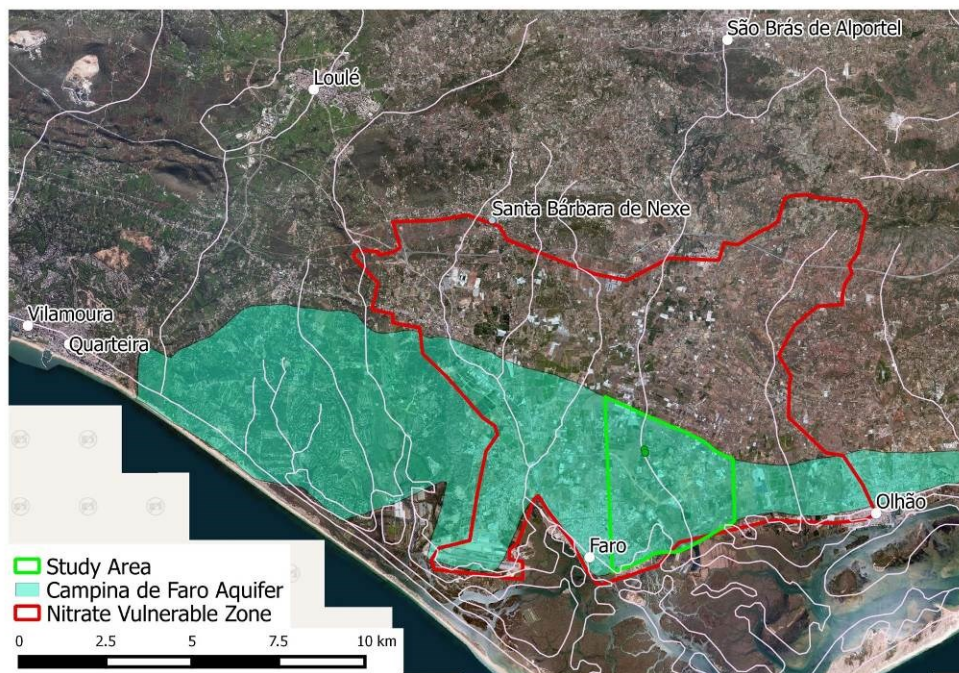 São Brás de Alportel
Loulé
Santa Bárbara de Nexe
Vilamoura
Quarteira
Olhão
Faro
Study Area
Campina de Faro Aquifer
Nitrate Vulnerable Zone
0 2.5 5 7.5 10 km